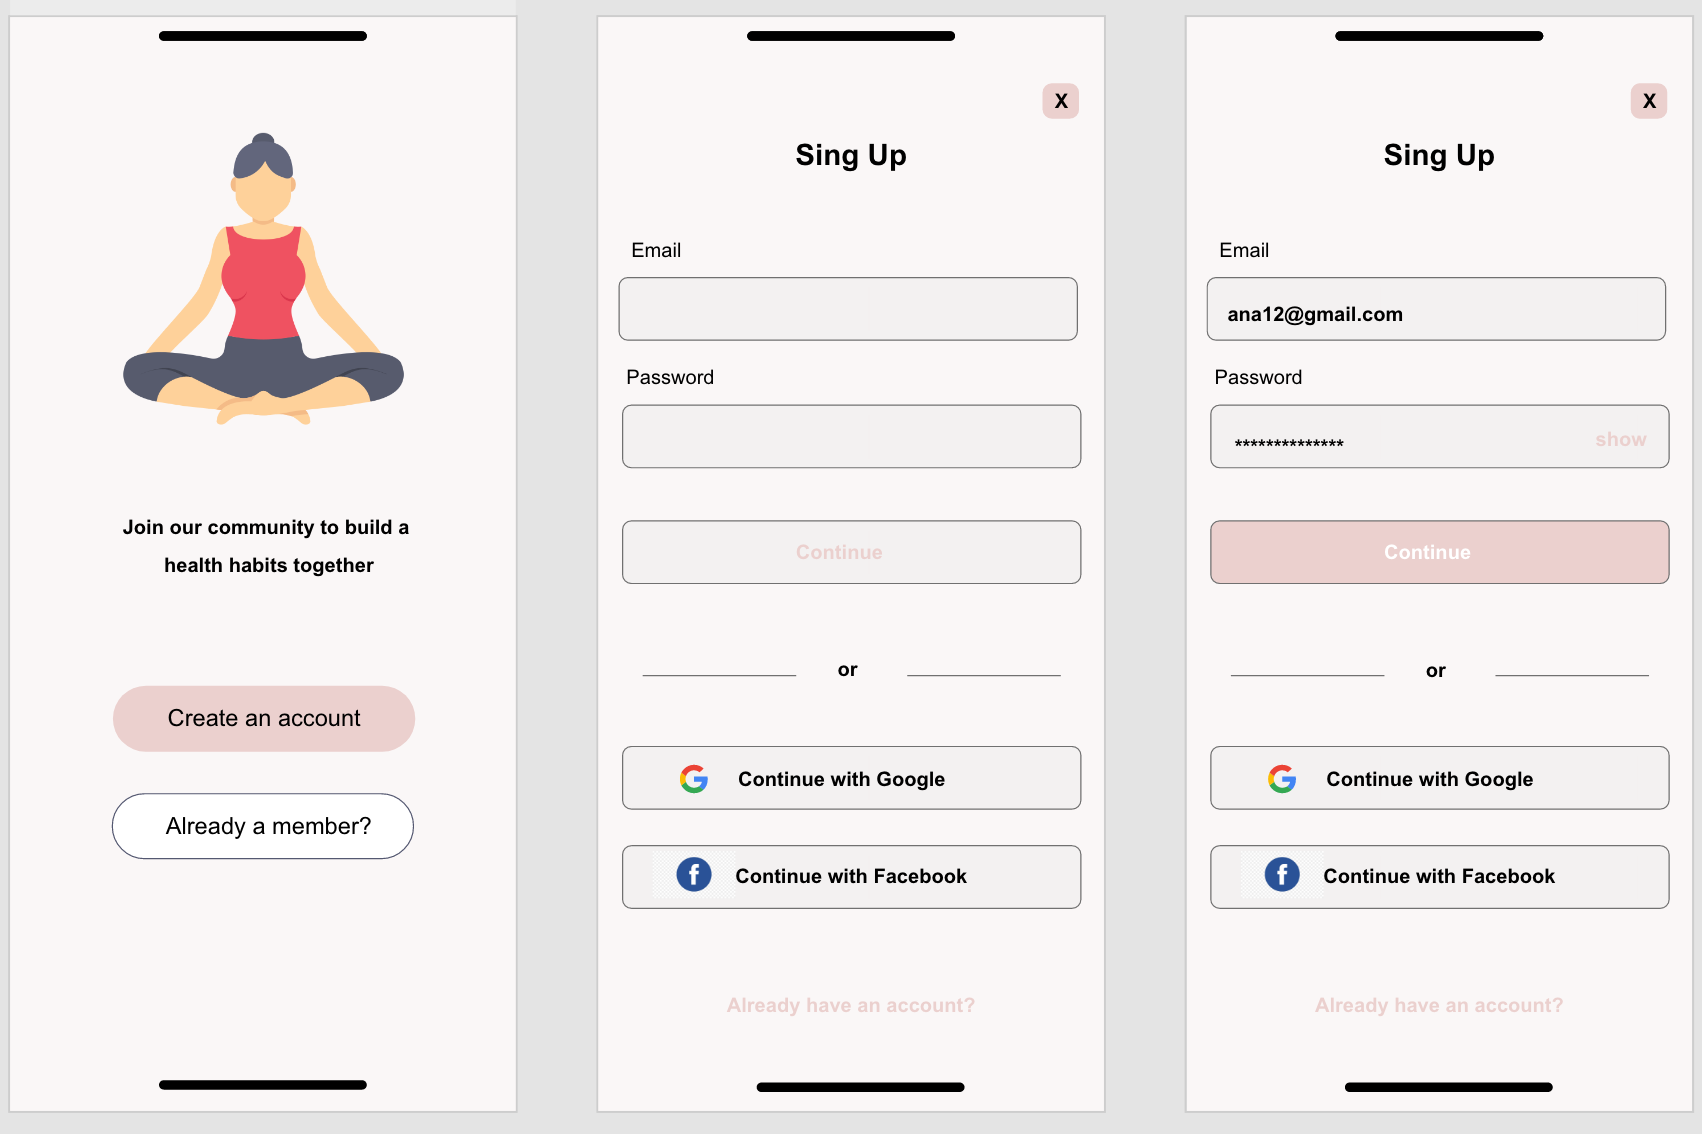 Join our community to build a
health habits together
Create an account
Already a member?
X
Sing Up
Email
Password
Continue
or
Continue with Google
Continue with Facebook
Already have an account?
X
Sing Up
Email
ana12@gmail.com
Password
************** show
Continue
or
Continue with Google
Continue with Facebook
Already have an account?